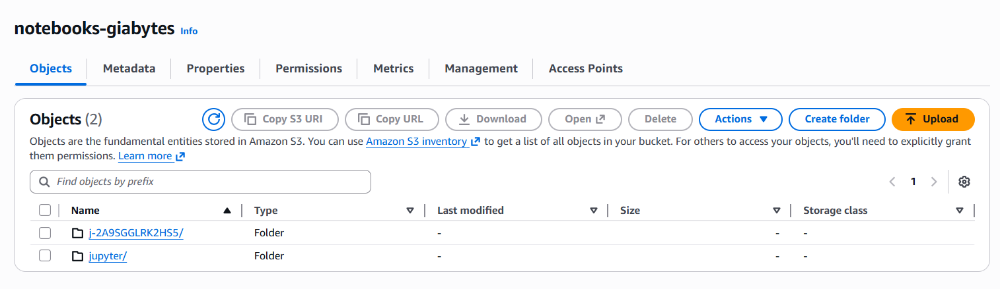 notebooks-giabytes Info
Objects Metadata Properties Permissions Metrics Management Access Points
Objects (2) Copy S3 URI Copy URL Download Open Delete Actions Create folder Upload
Objects are the fundamental entities stored in Amazon S3. You can use Amazon S3 inventory to get a list of all objects in your bucket. For others to access your objects, you'll need to explicitly grant
them permissions. Learn more
Find objects by prefix 1
Name Type Last modified Size Storage class
j-2A9SGGLRK2HS5/ Folder - - -
jupyter/ Folder - - -